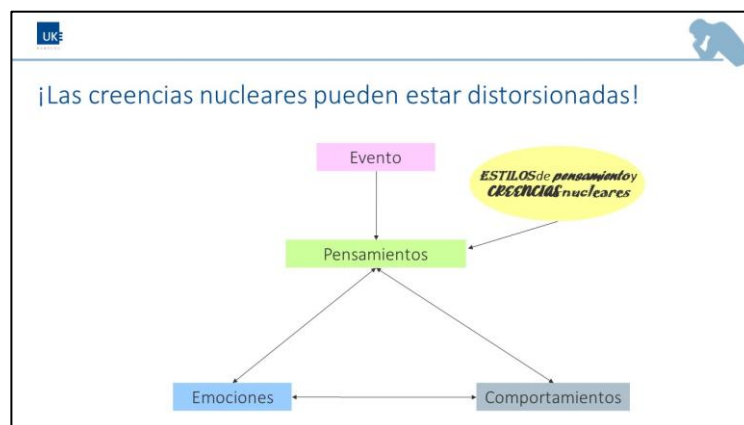 UKE
¡Las creencias nucleares pueden estar distorsionadas!
Evento
ESTILOS de pensamiento y
CREENCIAS nucleares
Pensamientos
Emociones
Comportamientos